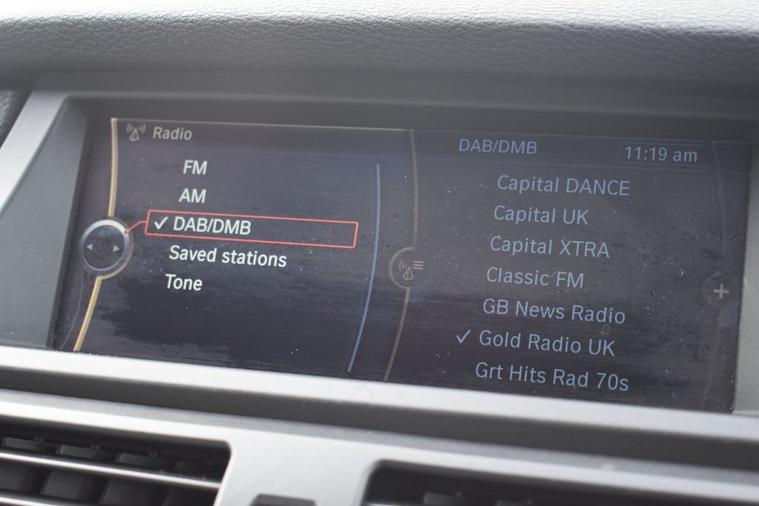 Radio
FM
AM
✓ DAB/DMB
Saved stations
Tone
DAB/DMB
11:19 am
Capital DANCE
Capital UK
Capital XTRA
Classic FM
GB News Radio
✓ Gold Radio UK
Grt Hits Rad 70s